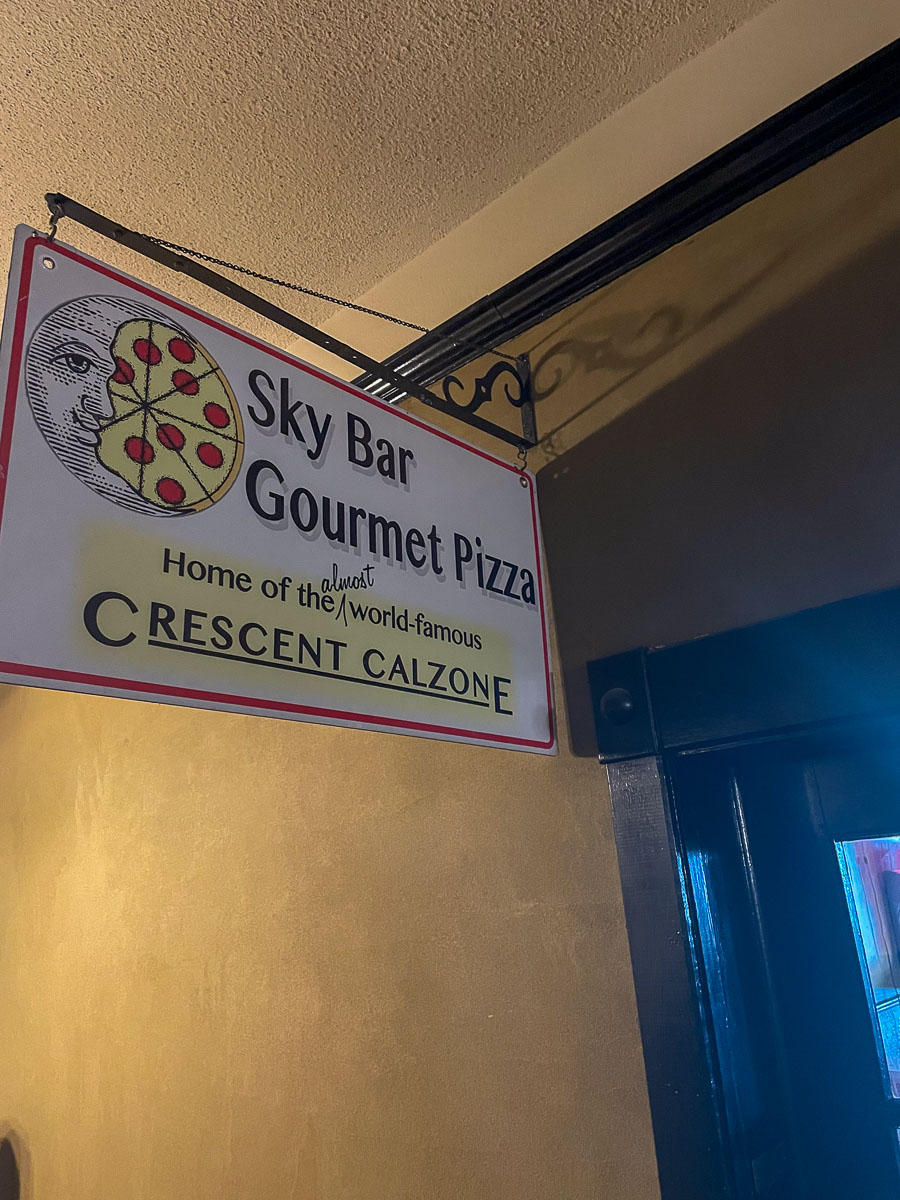 Sky Bar
Gourmet Pizza
Home of the almost world-famous
CRESCENT CALZONE